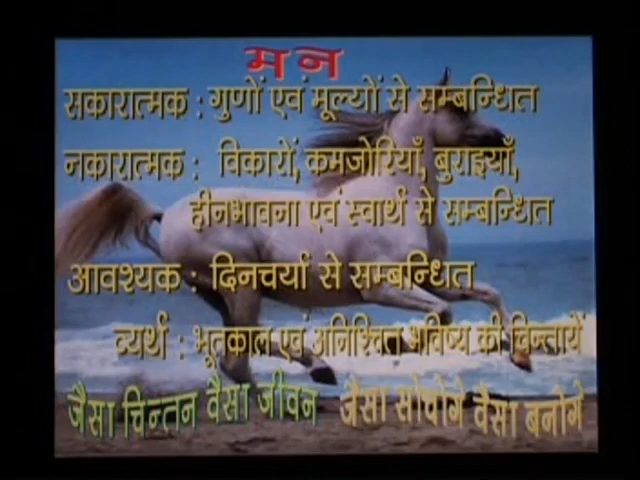 मन
सकारात्मक : गुणों एवं मूल्यों से सम्बन्धित
नकारात्मक : विकारों, कमजोरियाँ, बुराइयाँ,
हीनभावना एवं स्वार्थ से सम्बन्धित
आवश्यक : दिनचर्या से सम्बन्धित
व्यर्थ : भूतकाल एवं अनिश्चित भविष्य की चिन्तायें
जैसा चिन्तन वैसा जीवन जैसा सोचोगे वैसा बनोगे